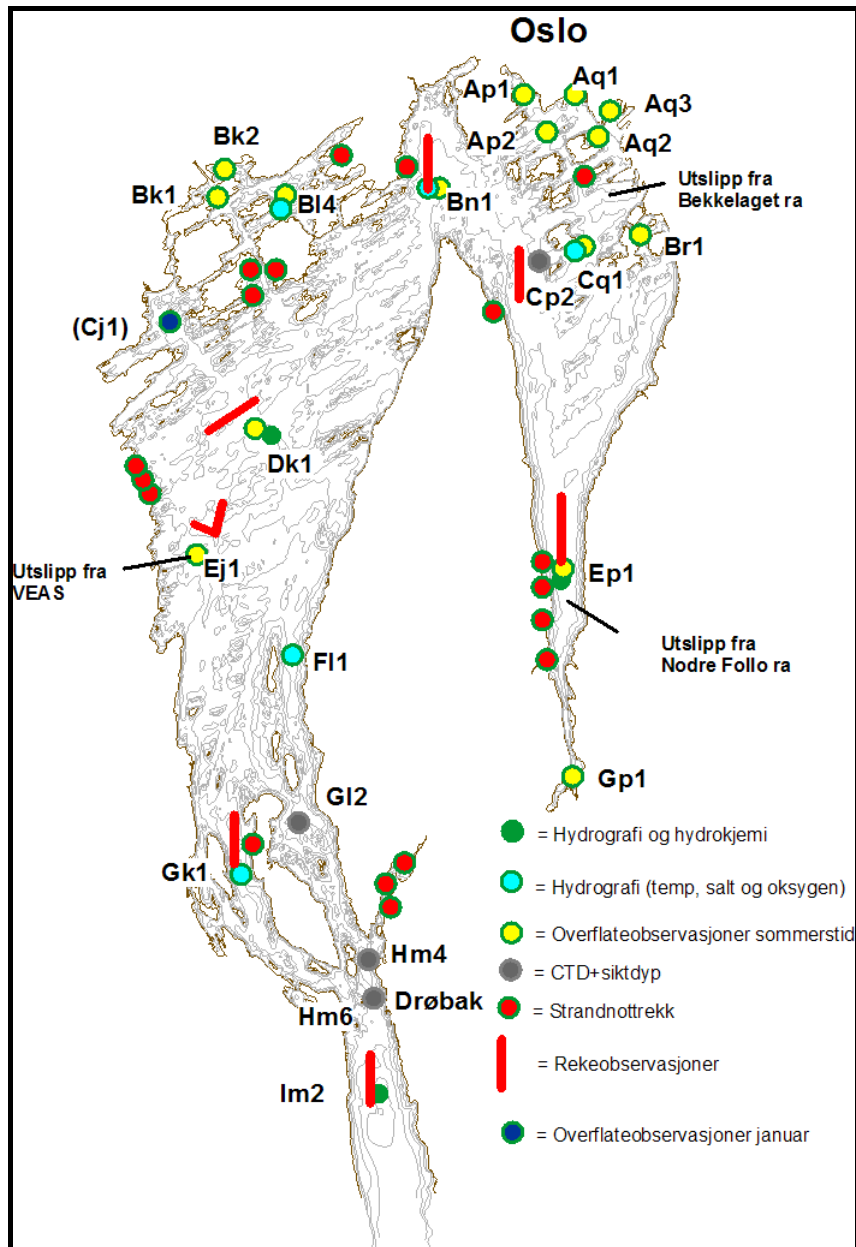 Oslo
Ap1
Aq1
Aq3
Ap2
Aq2
Bk2
Bk1
Bl4
Bn1
Utslipp fra
Bekkelaget ra
Br1
Cq1
Cp2
(Cj1)
Dk1
Utslipp fra
VEAS
Ej1
Ep1
Fl1
Utslipp fra
Nodre Follo ra
Gp1
Gl2
Gk1
Hm4
Hm6
Drøbak
Im2
= Hydrografi og hydrokjemi
= Hydrografi (temp, salt og oksygen)
= Overflateobservasjoner sommerstid
= CTD+siktdyp
= Strandnottrekk
= Rekeobservasjoner
= Overflateobservasjoner januar